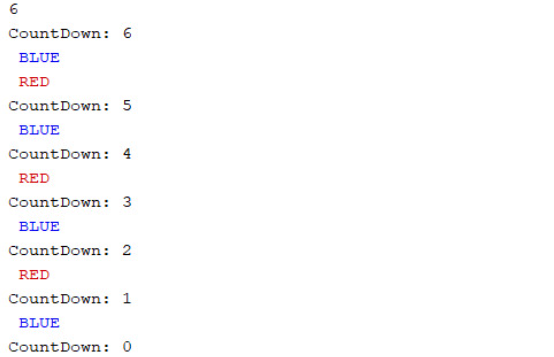 6
CountDown: 6
BLUE
RED
CountDown: 5
BLUE
CountDown: 4
RED
CountDown: 3
BLUE
CountDown: 2
RED
CountDown: 1
BLUE
CountDown: 0